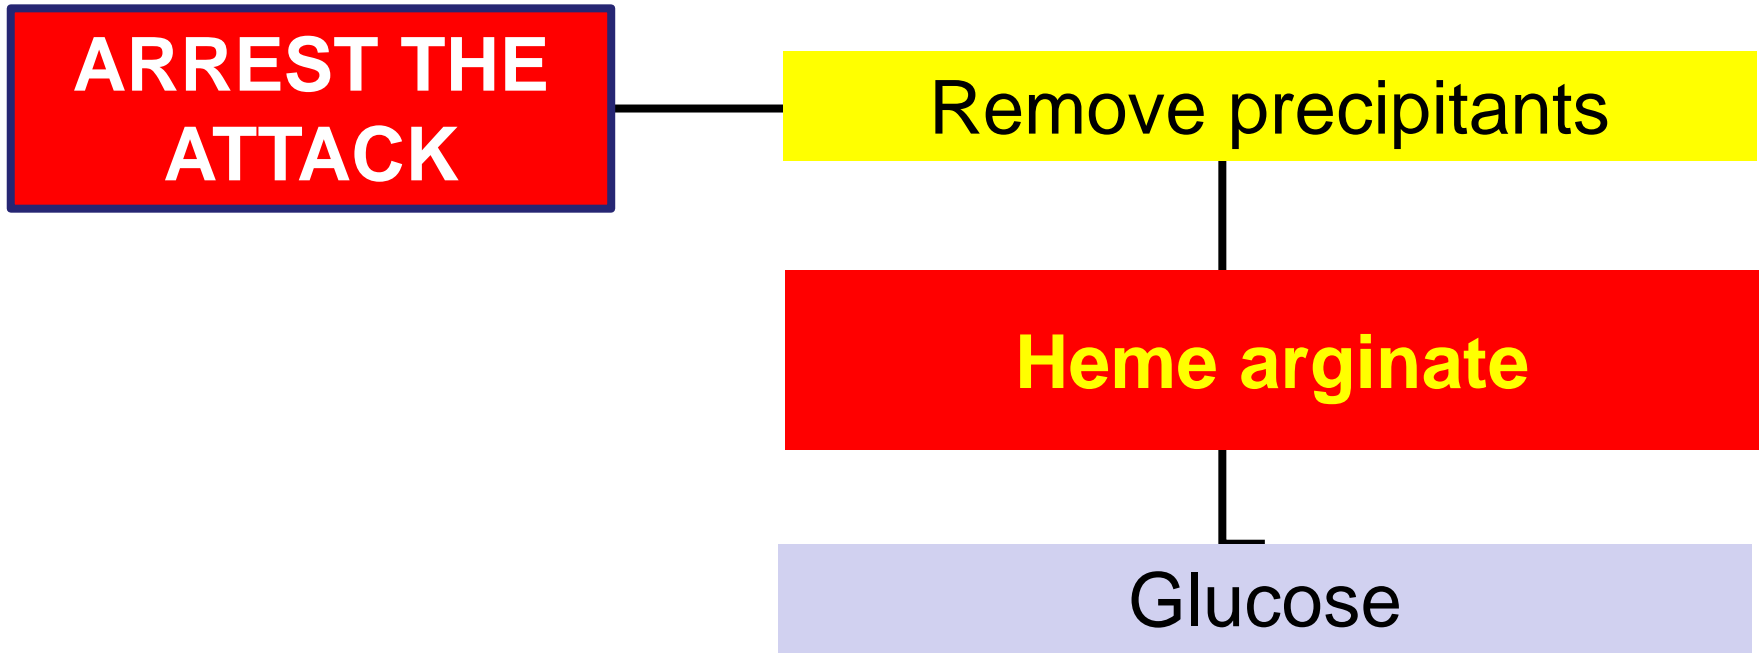 ARREST THE
ATTACK
Remove precipitants
Heme arginate
Glucose